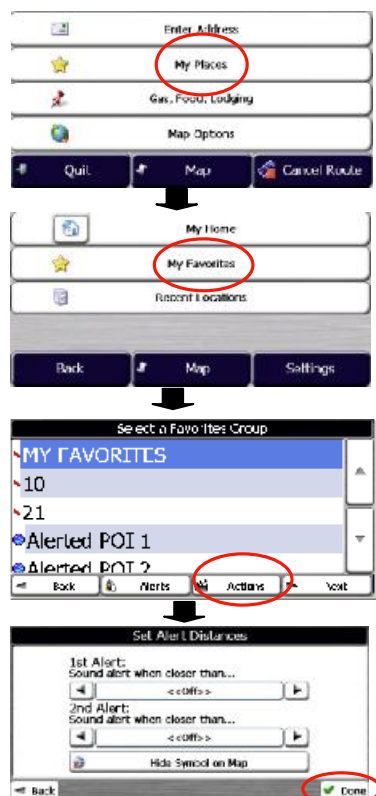 Enter Address
My Places
Gas, Food, Lodging
Map Options
Quit Map Cancel Route
My Home
My Favorites
Recent Locations
Back Map Settings
Select a Favorites Group
MY FAVORITES
10
21
Alerted POI 1
Alerted POI 2
Back Alerts Actions Next
Set Alert Distances
1st Alert:
Sound alert when closer than...
<<Off>>
2nd Alert:
Sound alert when closer than...
<<Off>>
Hide Symbol on Map
Back Done